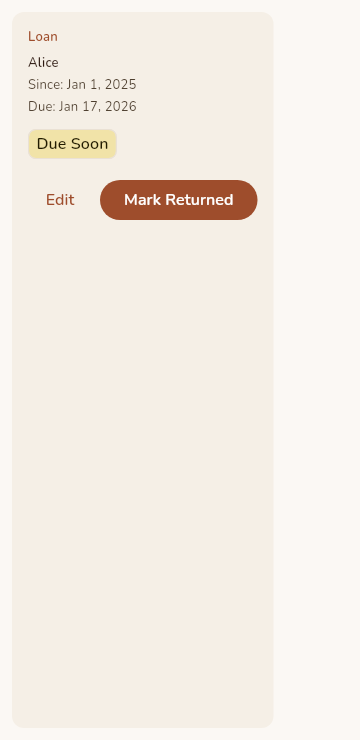 Loan
Alice
Since: Jan 1, 2025
Due: Jan 17, 2026
Due Soon
Edit
Mark Returned